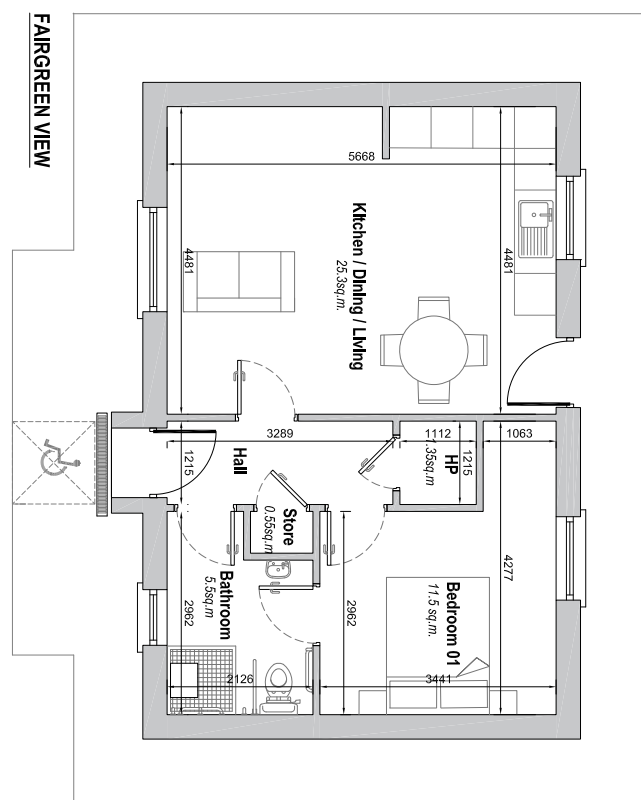 FAIRGREEN VIEW
5668
4481
4481
Kitchen / Dining / Living
25.3sq.m.
3289
1112
1063
1215
Hall
1215
HP
1.35sq.m
Store
0.55sq.m
4277
Bathroom
5.5sq.m
2962
2962
Bedroom 01
11.5 sq.m.
2126
3441